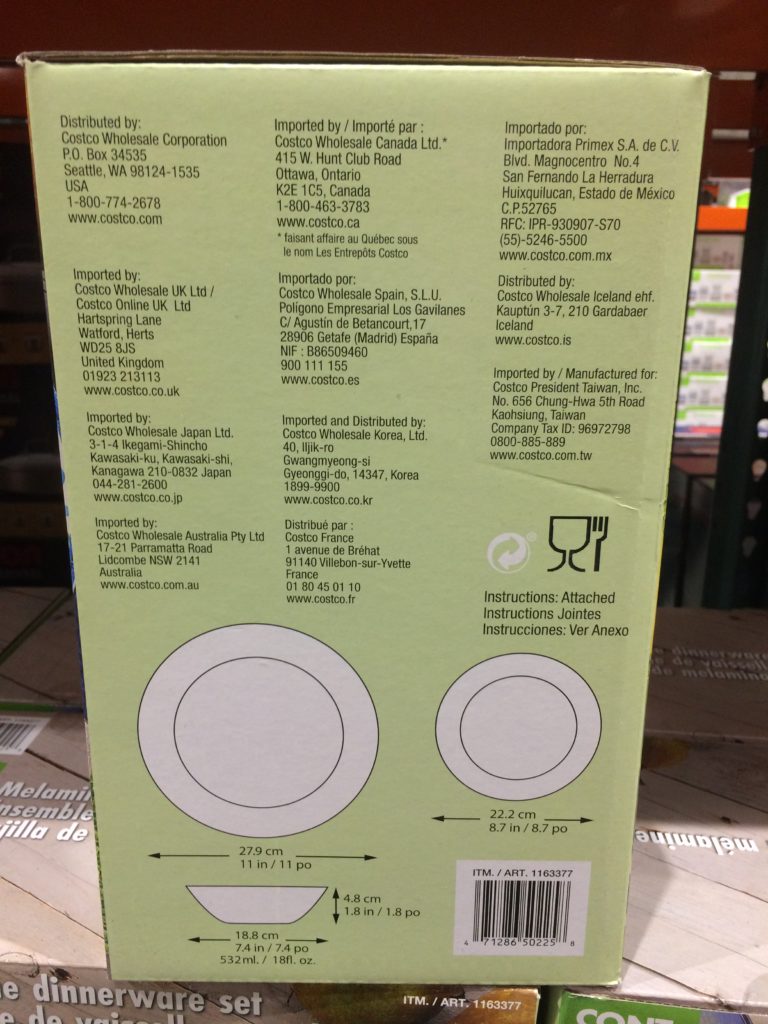 Distributed by:
Costco Wholesale Corporation
P.O. Box 34535
Seattle, WA 98124-1535
USA
1-800-774-2678
www.costco.com
Imported by / Importé par :
Costco Wholesale Canada Ltd.*
415 W. Hunt Club Road
Ottawa, Ontario
K2E 1C5, Canada
1-800-463-3783
www.costco.ca
* faisant affaire au Québec sous
le nom Les Entrepôts Costco
Importado por:
Importadora Primex S.A. de C.V.
Blvd. Magnocentro No.4
San Fernando La Herradura
Huixquilucan, Estado de México
C.P.52765
RFC: IPR-930907-S70
(55)-5246-5500
www.costco.com.mx
Imported by:
Costco Wholesale UK Ltd /
Costco Online UK Ltd
Hartspring Lane
Watford, Herts
WD25 8JS
United Kingdom
01923 213113
www.costco.co.uk
Importado por:
Costco Wholesale Spain, S.L.U.
Polígono Empresarial Los Gavilanes
C/ Agustín de Betancourt,17
28906 Getafe (Madrid) España
NIF : B86509460
900 111 155
www.costco.es
Distributed by:
Costco Wholesale Iceland ehf.
Kauptún 3-7, 210 Gardabaer
Iceland
www.costco.is
Imported by / Manufactured for:
Costco President Taiwan, Inc.
No. 656 Chung-Hwa 5th Road
Kaohsiung, Taiwan
Company Tax ID: 96972798
0800-885-889
www.costco.com.tw
Imported by:
Costco Wholesale Japan Ltd.
3-1-4 Ikegami-Shincho
Kawasaki-ku, Kawasaki-shi,
Kanagawa 210-0832 Japan
044-281-2600
www.costco.co.jp
Imported and Distributed by:
Costco Wholesale Korea, Ltd.
40, Iljik-ro
Gwangmyeong-si
Gyeonggi-do, 14347, Korea
1899-9900
www.costco.co.kr
Imported by:
Costco Wholesale Australia Pty Ltd
17-21 Parramatta Road
Lidcombe NSW 2141
Australia
www.costco.com.au
Distribué par :
Costco France
1 avenue de Bréhat
91140 Villebon-sur-Yvette
France
01 80 45 01 10
www.costco.fr
Instructions: Attached
Instructions Jointes
Instrucciones: Ver Anexo
27.9 cm
11 in / 11 po
22.2 cm
8.7 in / 8.7 po
4.8 cm
1.8 in / 1.8 po
18.8 cm
7.4 in / 7.4 po
532ml. / 18fl. oz.
ITM. / ART. 1163377
4 71286 50225 8
dinnerware
de vaissell
de mélamine
Mélami
nsemble
jilla de
mélamine
e dinnerware set
e de vaissell
ITM. / ART. 1163377